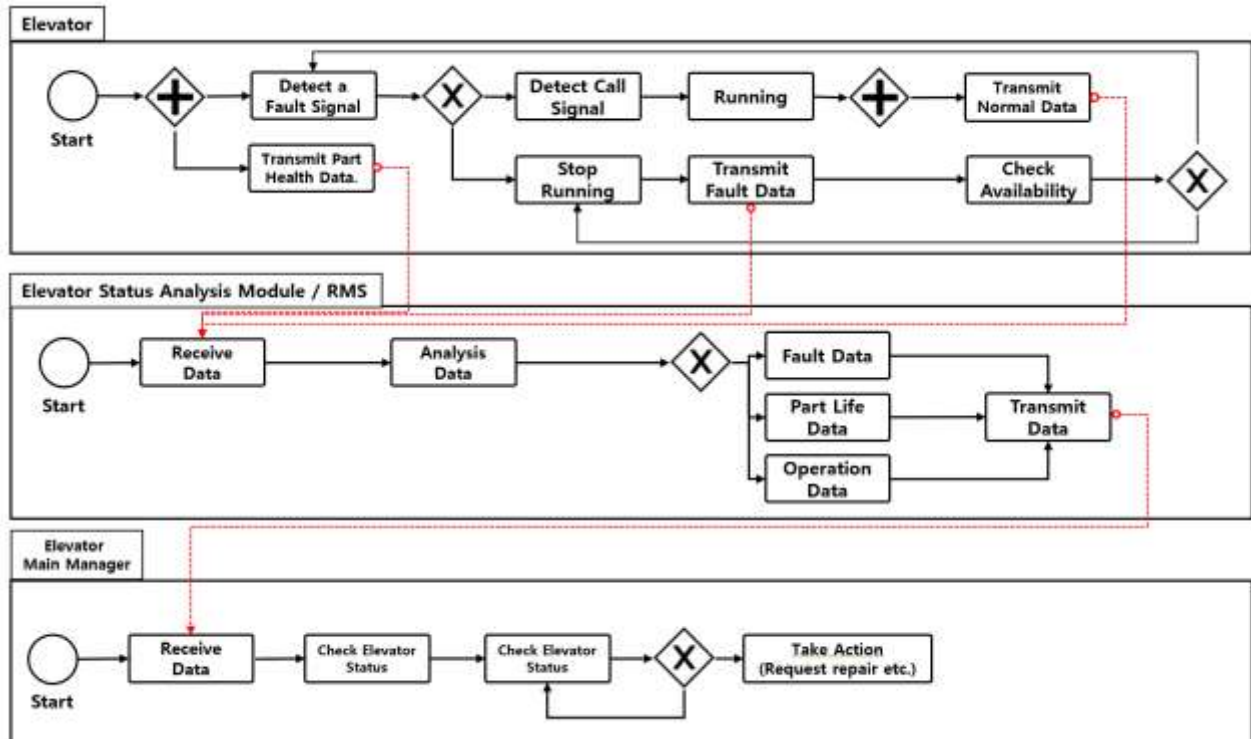 Elevator
Start
Detect a
Fault Signal
Transmit Part
Health Data.
X
Detect Call
Signal
Running
Transmit
Normal Data
Stop
Running
Transmit
Fault Data
Check
Availability
X
Elevator Status Analysis Module / RMS
Start
Receive
Data
Analysis
Data
X
Fault Data
Part Life
Data
Operation
Data
Transmit
Data
Elevator
Main Manager
Start
Receive
Data
Check Elevator
Status
Check Elevator
Status
X
Take Action
(Request repair etc.)